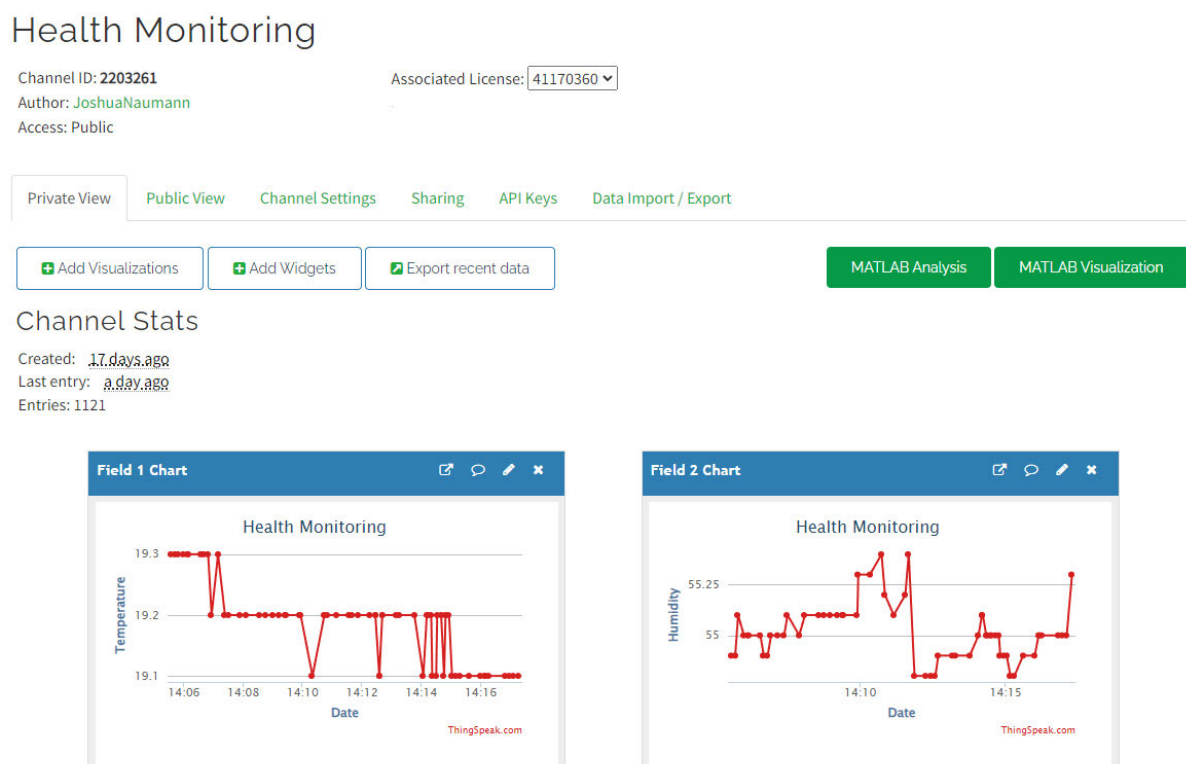 Health Monitoring
Channel ID: 2203261
Associated License: 41170360
Author: JoshuaNaumann
Access: Public
Private View Public View Channel Settings Sharing API Keys Data Import / Export
Add Visualizations Add Widgets Export recent data MATLAB Analysis MATLAB Visualization
Channel Stats
Created: 17 days ago
Last entry: a day ago
Entries: 1121
Field 1 Chart
Health Monitoring
Temperature
19.3
19.2
19.1
14:06 14:08 14:10 14:12 14:14 14:16
Date
ThingSpeak.com
Field 2 Chart
Health Monitoring
Humidity
55.25
55
14:10 14:15
Date
ThingSpeak.com